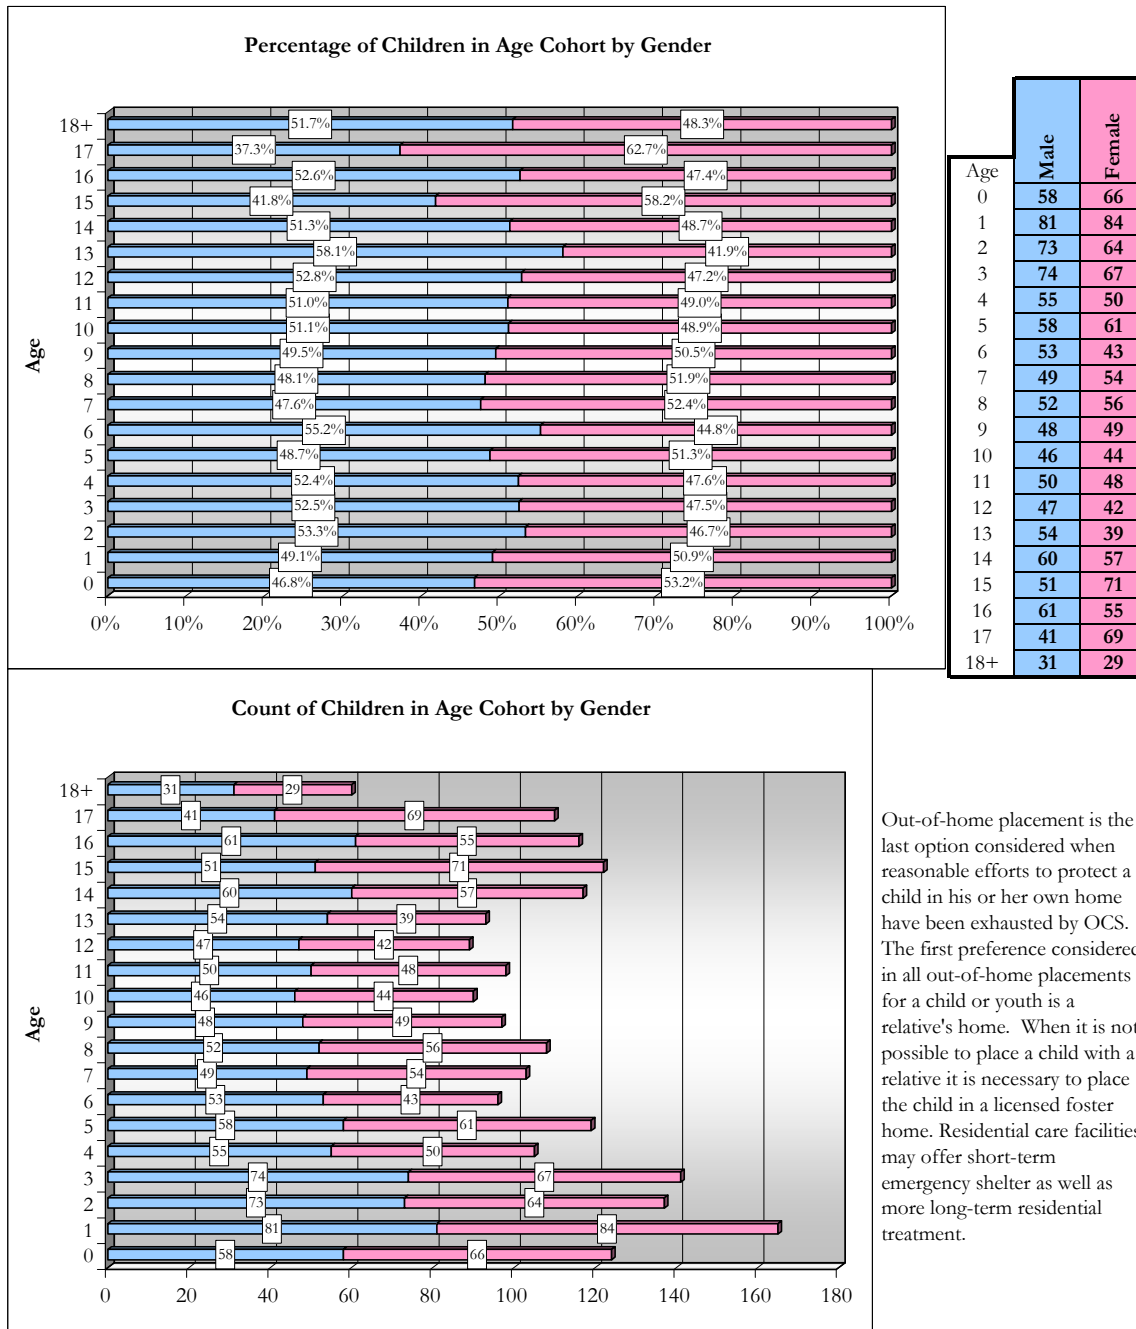 Percentage of Children in Age Cohort by Gender
Age
18+ 51.7% 48.3%
17 37.3% 62.7%
16 52.6% 47.4%
15 41.8% 58.2%
14 51.3% 48.7%
13 58.1% 41.9%
12 52.8% 47.2%
11 51.0% 49.0%
10 51.1% 48.9%
9 49.5% 50.5%
8 48.1% 51.9%
7 47.6% 52.4%
6 55.2% 44.8%
5 48.7% 51.3%
4 52.4% 47.6%
3 52.5% 47.5%
2 53.3% 46.7%
1 49.1% 50.9%
0 46.8% 53.2%
0% 10% 20% 30% 40% 50% 60% 70% 80% 90% 100%
Age Male Female
0 58 66
1 81 84
2 73 64
3 74 67
4 55 50
5 58 61
6 53 43
7 49 54
8 52 56
9 48 49
10 46 44
11 50 48
12 47 42
13 54 39
14 60 57
15 51 71
16 61 55
17 41 69
18+ 31 29
Count of Children in Age Cohort by Gender
Age
18+ 31 29
17 41 69
16 61 55
15 51 71
14 60 57
13 54 39
12 47 42
11 50 48
10 46 44
9 48 49
8 52 56
7 49 54
6 53 43
5 58 61
4 55 50
3 74 67
2 73 64
1 81 84
0 58 66
0 20 40 60 80 100 120 140 160 180
Out-of-home placement is the
last option considered when
reasonable efforts to protect a
child in his or her own home
have been exhausted by OCS.
The first preference considered
in all out-of-home placements
for a child or youth is a
relative's home. When it is not
possible to place a child with a
relative it is necessary to place
the child in a licensed foster
home. Residential care facilities
may offer short-term
emergency shelter as well as
more long-term residential
treatment.